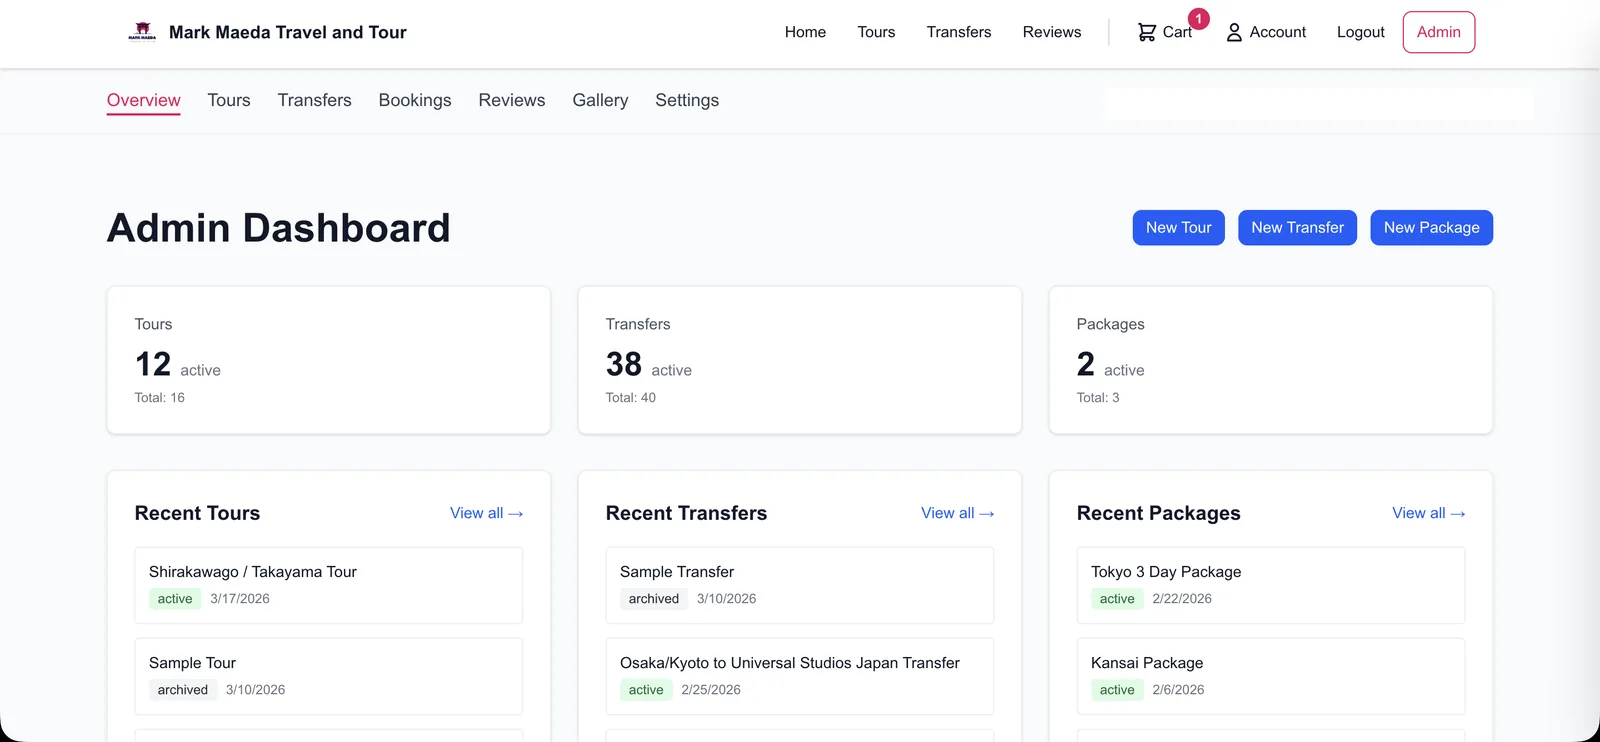 MARK MAEDA
Mark Maeda Travel and Tour
Home Tours Transfers Reviews Cart 1 Account Logout Admin
Overview Tours Transfers Bookings Reviews Gallery Settings
Admin Dashboard
New Tour New Transfer New Package
Tours
12 active
Total: 16
Transfers
38 active
Total: 40
Packages
2 active
Total: 3
Recent Tours View all →
Shirakawago / Takayama Tour
active 3/17/2026
Sample Tour
archived 3/10/2026
Recent Transfers View all →
Sample Transfer
archived 3/10/2026
Osaka/Kyoto to Universal Studios Japan Transfer
active 2/25/2026
Recent Packages View all →
Tokyo 3 Day Package
active 2/22/2026
Kansai Package
active 2/6/2026